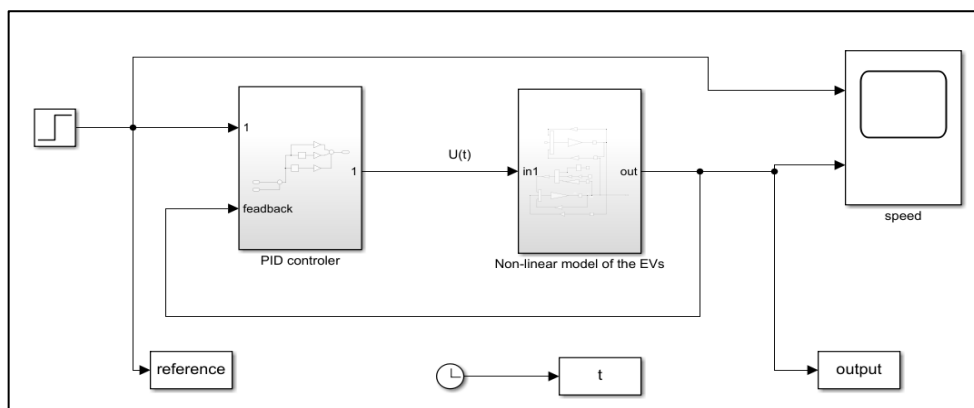 1
feadback
1
PID controler
U(t)
in1
out
Non-linear model of the EVs
speed
reference
t
output